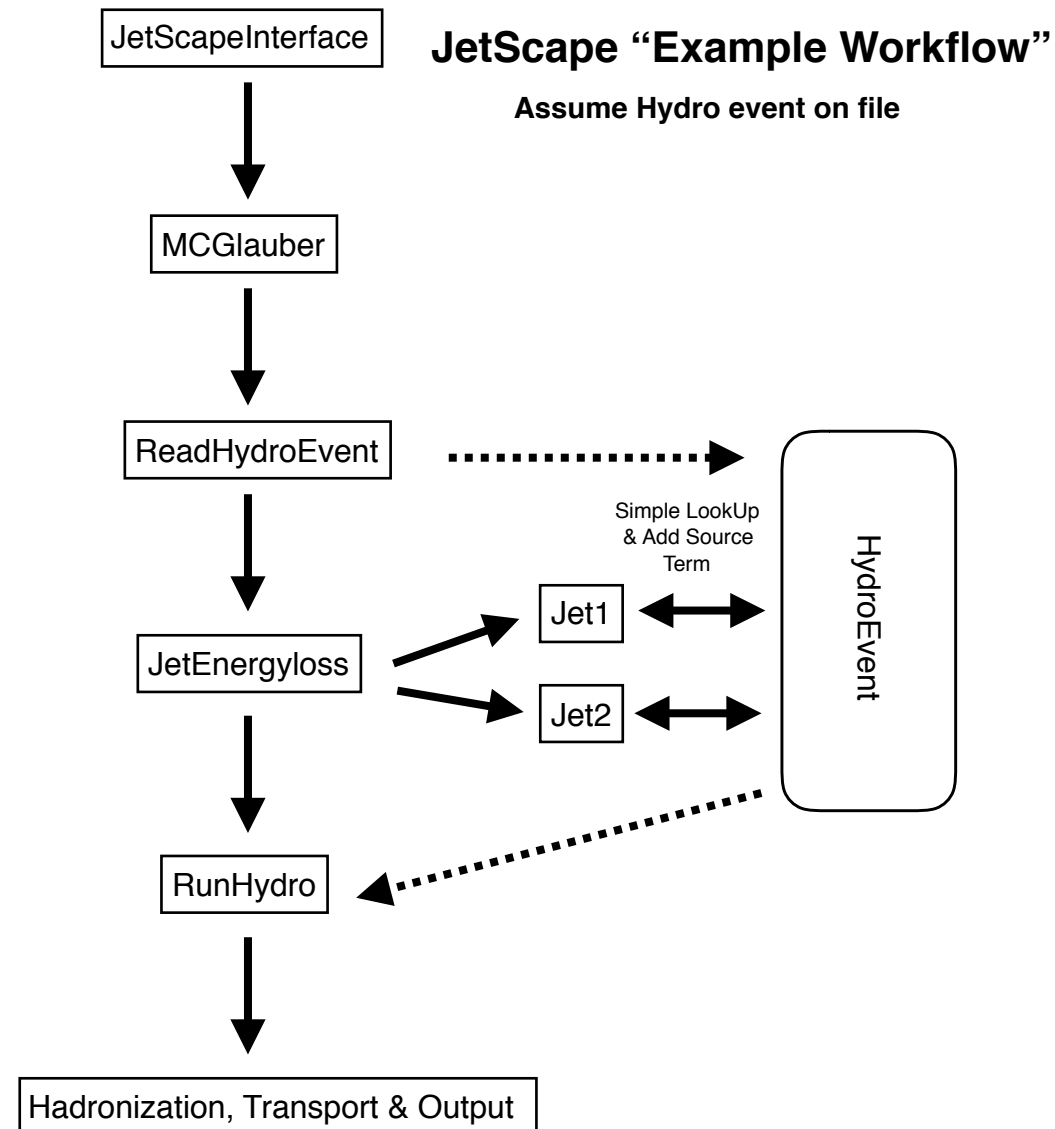 JetScapeInterface
JetScape “Example Workflow”
Assume Hydro event on file
MCGlauber
ReadHydroEvent
Simple LookUp
& Add Source
Term
HydroEvent
Jet1
JetEnergyloss
Jet2
RunHydro
Hadronization, Transport & Output